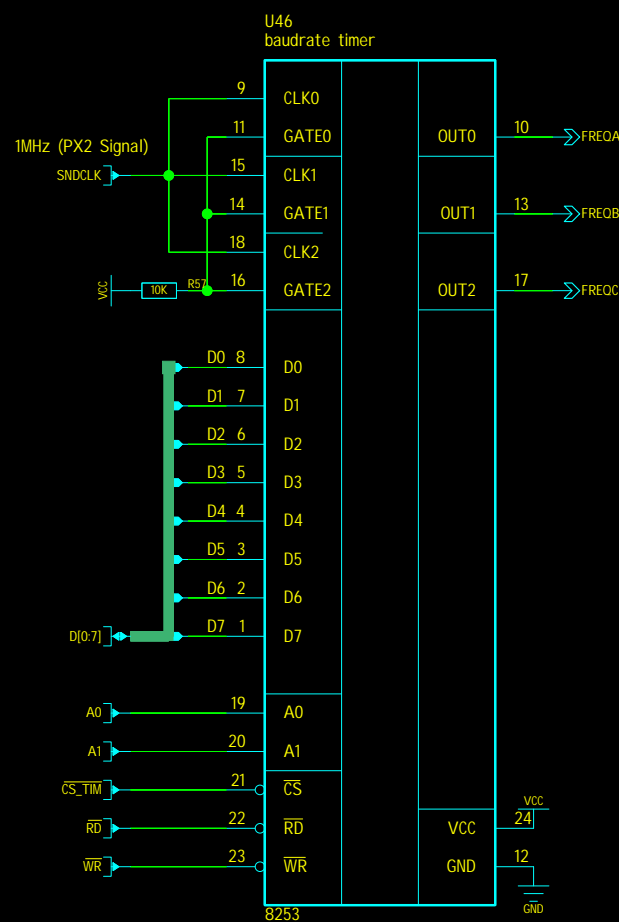 U46
baudrate timer
9 CLK0
11 GATE0 OUT0 10 FREQA
1MHz (PX2 Signal)
SNDCLK 15 CLK1
14 GATE1 OUT1 13 FREQB
18 CLK2
VCC 10K R57 16 GATE2 OUT2 17 FREQC
D0 8 D0
D1 7 D1
D2 6 D2
D3 5 D3
D4 4 D4
D5 3 D5
D6 2 D6
D[0:7] D7 1 D7
A0 19 A0
A1 20 A1
CS_TIM 21 CS
VCC
RD 22 RD VCC 24
WR 23 WR GND 12
GND
8253